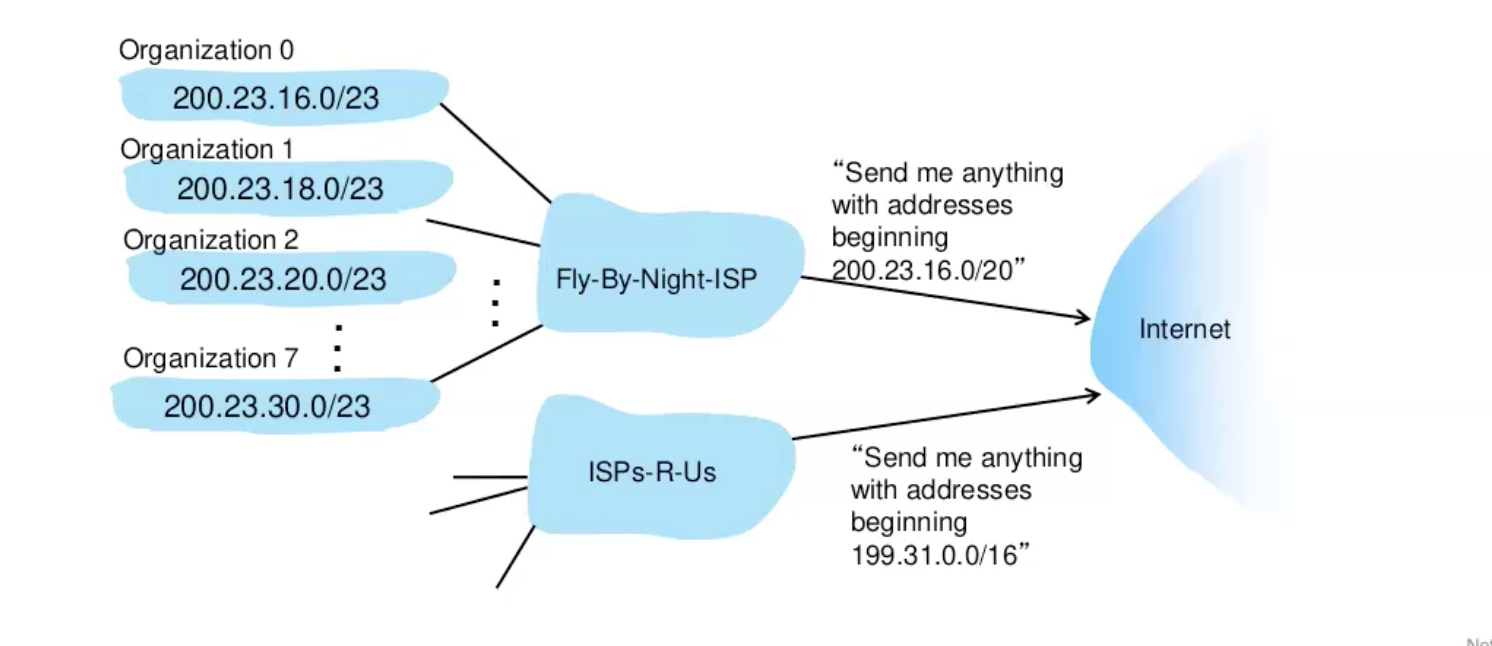 Organization 0
200.23.16.0/23
Organization 1
200.23.18.0/23
Organization 2
200.23.20.0/23
Organization 7
200.23.30.0/23
Fly-By-Night-ISP
“Send me anything
with addresses
beginning
200.23.16.0/20”
Internet
ISPs-R-Us
“Send me anything
with addresses
beginning
199.31.0.0/16”